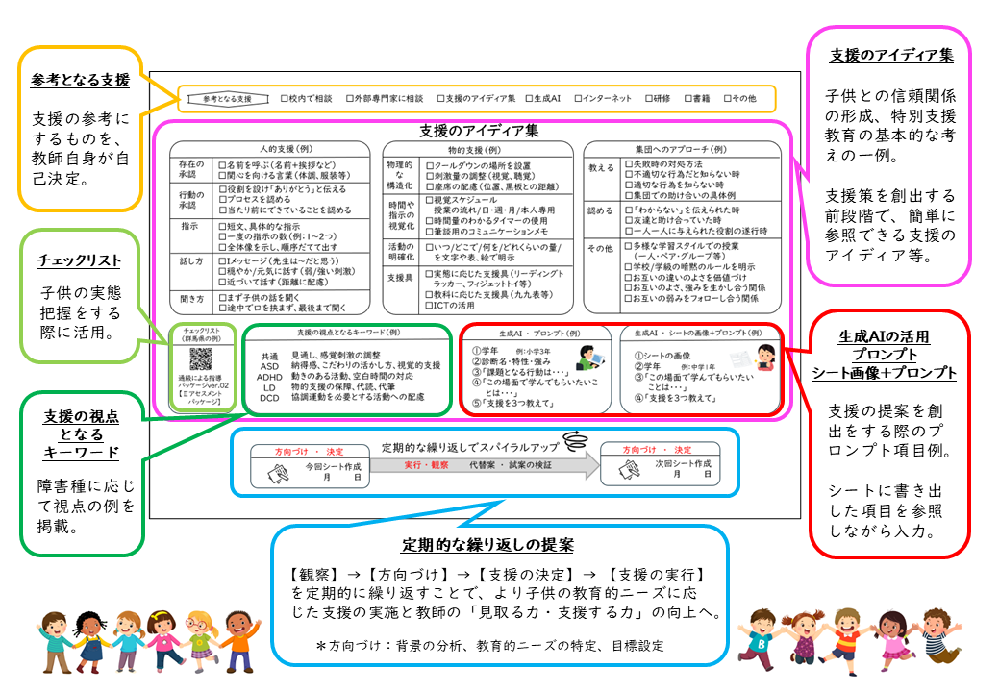 参考となる支援
支援の参考に
するものを、
教師自身が自
己決定。
チェックリスト
子供の実態
把握をする
際に活用。
支援の視点
となる
キーワード
障害種に応じ
て視点の例を
掲載。
参考となる支援 □校内で相談 □外部専門家に相談 □支援のアイディア集 □生成AI □インターネット □研修 □書籍 □その他
支援のアイディア集
人的支援(例)
存在の
承認
□名前を呼ぶ(名前+挨拶など)
□関心を向ける言葉(体調、服装等)
行動の
承認
□役割を設け「ありがとう」と伝える
□プロセスを認める
□当たり前にできていることを認める
指示
□短文、具体的な指示
□一度の指示の数(例:1~2つ)
□全体像を示し、順序だてて出す
話し方
□Iメッセージ(先生は~だと思う)
□穏やか/元気に話す(弱/強い刺激)
□近づいて話す(距離に配慮)
聞き方
□まず子供の話を聞く
□途中で口を挟まず、最後まで聞く
物的支援(例)
物理的
な
構造化
□クールダウンの場所を設置
□刺激量の調整(視覚、聴覚)
□座席の配慮(位置、黒板との距離)
時間や
指示の
視覚化
□視覚スケジュール
授業の流れ/日・週・月/本人専用
□時間量のわかるタイマーの使用
□筆談用のコミュニケーションメモ
活動の
明確化
□いつ/どこで/何を/どれくらいの量/
を文字や表、絵で明示
支援具
□実態に応じた支援具(リーディングト
ラッカー、フィジェットトイ等)
□教科に応じた支援具(九九表等)
□ICTの活用
集団へのアプローチ(例)
教える
□失敗時の対処方法
□不適切な行為だと知らない時
□適切な行為を知らない時
□集団での助け合いの具体例
認める
□「わからない」を伝えられた時
□友達と助け合っていた時
□一人一人に与えられた役割の遂行時
その他
□多様な学習スタイルでの授業
(一人・ペア・グループ等)
□学校/学級の暗黙のルールを明示
□お互いの違いのよさを価値づけ
□お互いのよさ、強みを生かし合う関係
□お互いの弱みをフォローし合う関係
チェックリスト
(群馬県の例)
通級による指導
パッケージver.02
【Ⅱアセスメント
パッケージ】
支援の視点となるキーワード(例)
共通 見通し、感覚刺激の調整
ASD 納得感、こだわりの活かし方、視覚的支援
ADHD 動きのある活動、空白時間の対応
LD 物的支援の保障、代読、代筆
DCD 協調運動を必要とする活動への配慮
生成AI・プロンプト(例)
①学年 例:小学3年
②診断名・特性・強み
③「課題となる行動は・・・」
④「この場面で学んでもらいたいこ
とは・・・」
⑤「支援を3つ教えて」
生成AI・シートの画像+プロンプト(例)
①シートの画像
②学年 例:中学1年
③「この場面で学んでもらいたい
ことは・・・」
④「支援を3つ教えて」
方向づけ・決定
今回シート作成
月 日
定期的な繰り返しでスパイラルアップ
実行・観察 代替案・試案の検証
方向づけ・決定
次回シート作成
月 日
支援のアイディア集
子供との信頼関係
の形成、特別支援
教育の基本的な考
えの一例。
支援策を創出する
前段階で、簡単に
参照できる支援の
アイディア等。
生成AIの活用
プロンプト
シート画像+プロンプト
支援の提案を創
出をする際のプ
ロンプト項目例。
シートに書き出
した項目を参照
しながら入力。
定期的な繰り返しの提案
【観察】→【方向づけ】→【支援の決定】→【支援の実行】
を定期的に繰り返すことで、より子供の教育的ニーズに応
じた支援の実施と教師の「見取る力・支援する力」の向上へ。
*方向づけ:背景の分析、教育的ニーズの特定、目標設定
B